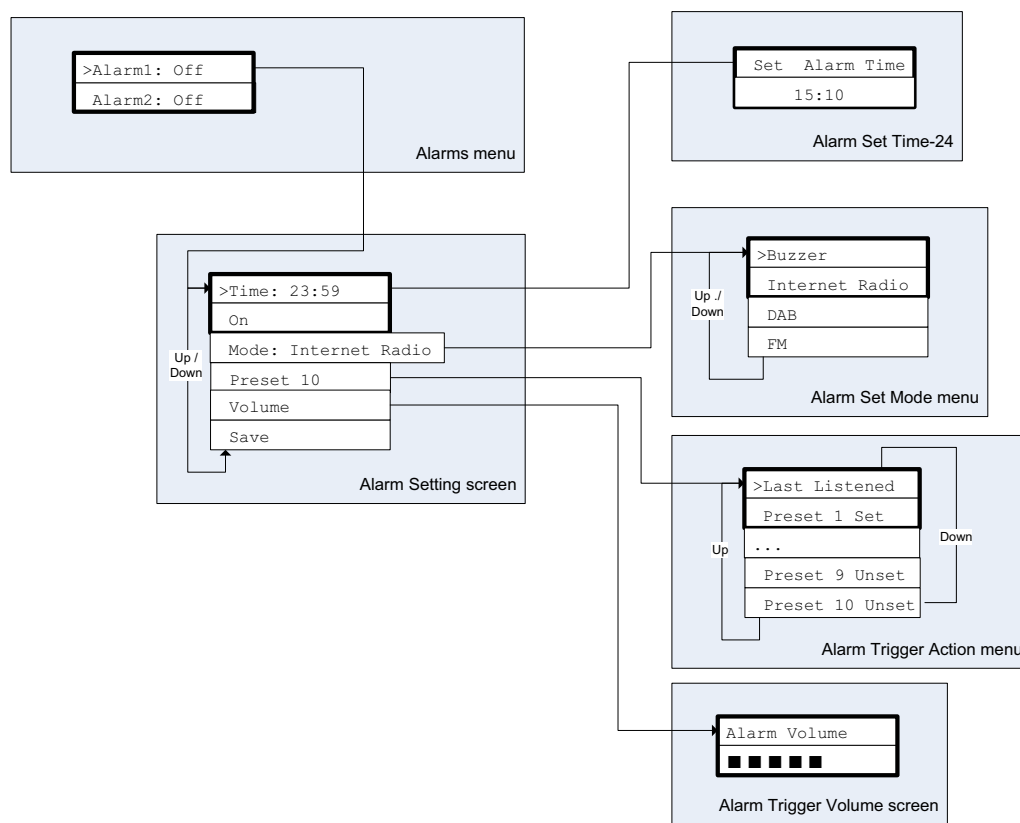 >Alarm1: Off
Alarm2: Off
Alarms menu
Set Alarm Time
15:10
Alarm Set Time-24
>Time: 23:59
On
Mode: Internet Radio
Preset 10
Volume
Save
Up /
Down
Alarm Setting screen
>Buzzer
Internet Radio
DAB
FM
Up ./
Down
Alarm Set Mode menu
>Last Listened
Preset 1 Set
...
Preset 9 Unset
Preset 10 Unset
Up
Down
Alarm Trigger Action menu
Alarm Volume
Alarm Trigger Volume screen